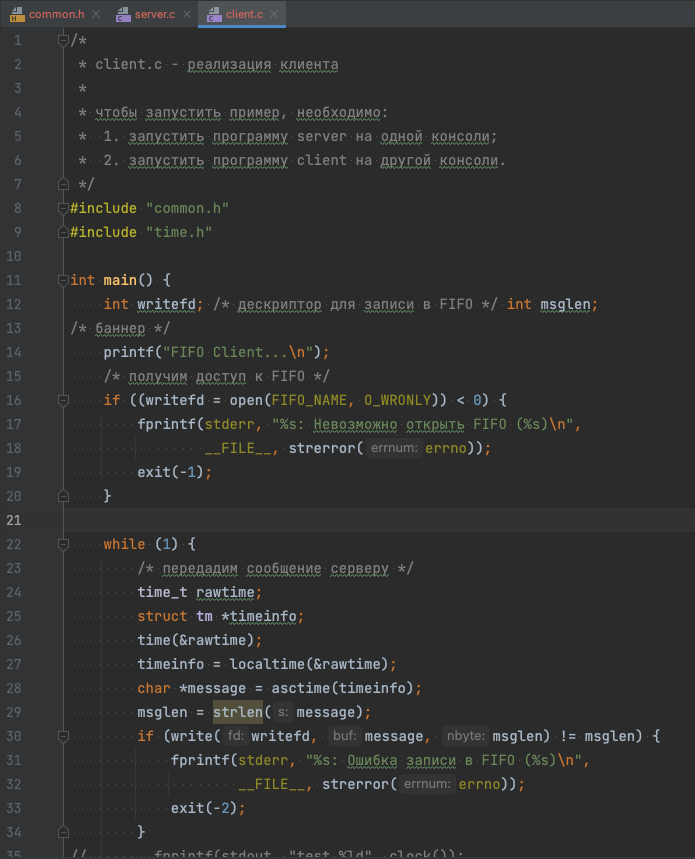 common.h server.c client.c
1 /*
2 * client.c - реализация клиента
3 *
4 * чтобы запустить пример, необходимо:
5 * 1. запустить программу server на одной консоли;
6 * 2. запустить программу client на другой консоли.
7 */
8 #include "common.h"
9 #include "time.h"
10
11 int main() {
12 int writefd; /* дескриптор для записи в FIFO */ int msglen;
13 /* баннер */
14 printf("FIFO Client...\n");
15 /* получим доступ к FIFO */
16 if ((writefd = open(FIFO_NAME, O_WRONLY)) < 0) {
17 fprintf(stderr, "%s: Невозможно открыть FIFO (%s)\n",
18 __FILE__, strerror( errnum: errno));
19 exit(-1);
20 }
21
22 while (1) {
23 /* передадим сообщение серверу */
24 time_t rawtime;
25 struct tm *timeinfo;
26 time(&rawtime);
27 timeinfo = localtime(&rawtime);
28 char *message = asctime(timeinfo);
29 msglen = strlen( s: message);
30 if (write( fd: writefd, buf: message, nbyte: msglen) != msglen) {
31 fprintf(stderr, "%s: Ошибка записи в FIFO (%s)\n",
32 __FILE__, strerror( errnum: errno));
33 exit(-2);
34 }
35 // fprintf(stdout, "test %ld", clock());